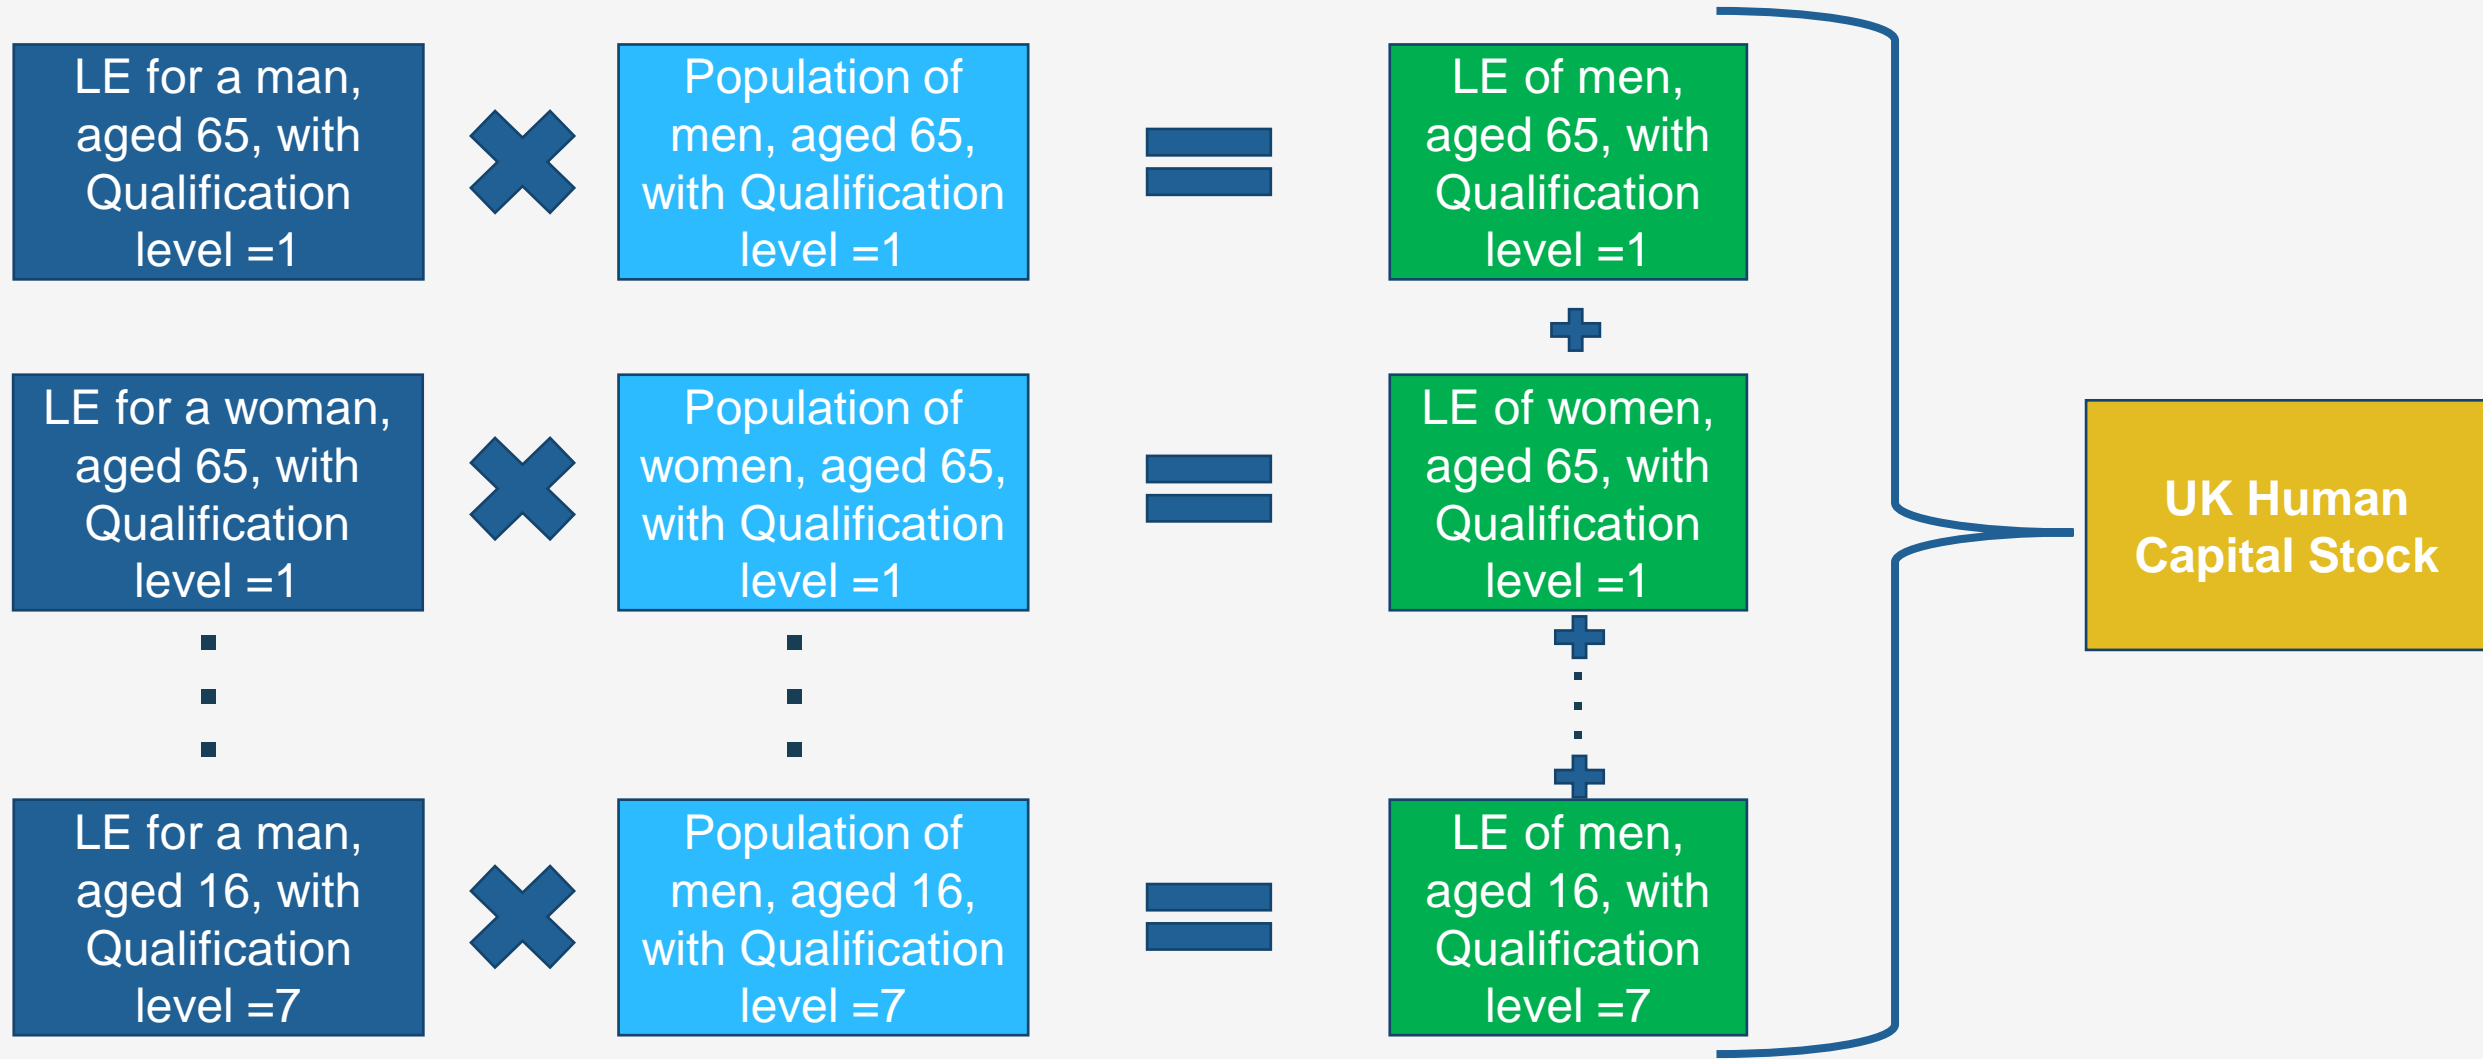 LE for a man,
aged 65, with
Qualification
level =1
Population of
men, aged 65,
with Qualification
level =1
LE of men,
aged 65, with
Qualification
level =1
LE for a woman,
aged 65, with
Qualification
level =1
Population of
women, aged 65,
with Qualification
level =1
LE of women,
aged 65, with
Qualification
level =1
UK Human
Capital Stock
LE for a man,
aged 16, with
Qualification
level =7
Population of
men, aged 16,
with Qualification
level =7
LE of men,
aged 16, with
Qualification
level =7